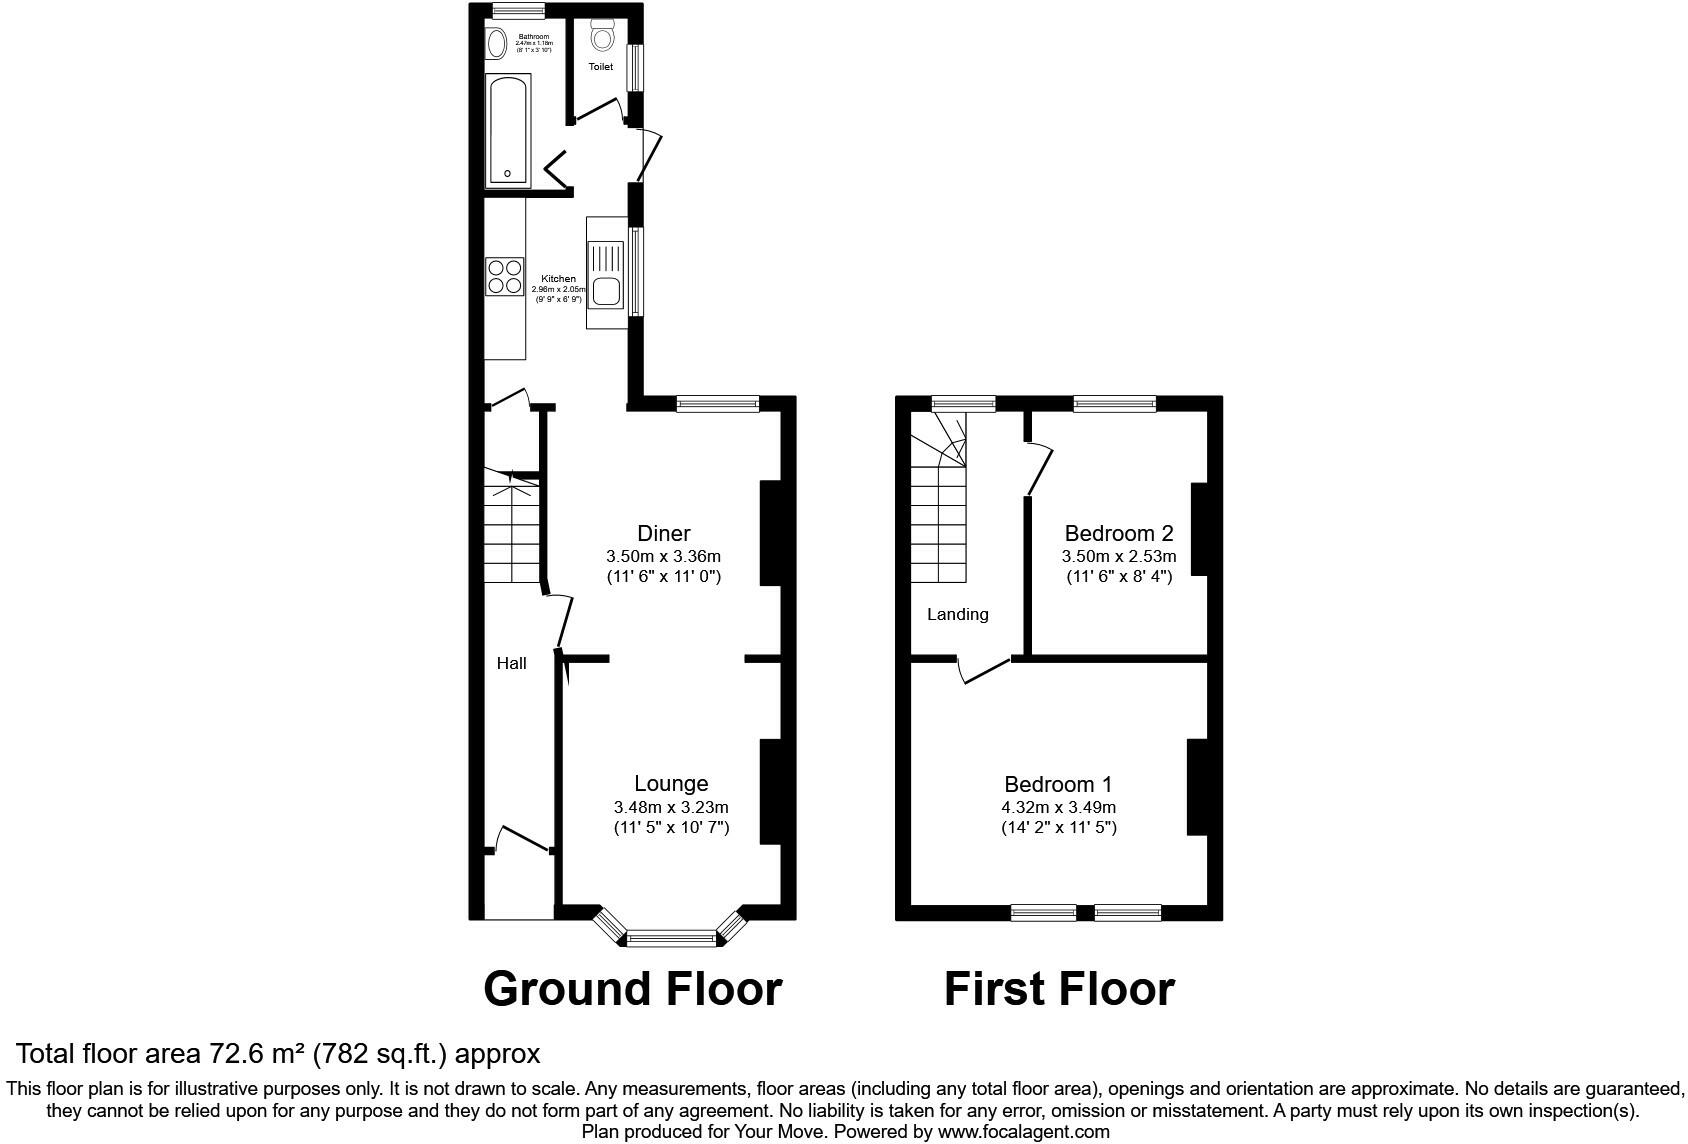 Bathroom
2.47m x 1.18m
(8' 1" x 3' 10")
Toilet
Kitchen
2.96m x 2.05m
(9' 9" x 6' 9")
Diner
3.50m x 3.36m
(11' 6" x 11' 0")
Hall
Lounge
3.48m x 3.23m
(11' 5" x 10' 7")
Bedroom 2
3.50m x 2.53m
(11' 6" x 8' 4")
Landing
Bedroom 1
4.32m x 3.49m
(14' 2" x 11' 5")
Ground Floor
First Floor
Total floor area 72.6 m² (782 sq.ft.) approx
This floor plan is for illustrative purposes only. It is not drawn to scale. Any measurements, floor areas (including any total floor area), openings and orientation are approximate. No details are guaranteed,
they cannot be relied upon for any purpose and they do not form part of any agreement. No liability is taken for any error, omission or misstatement. A party must rely upon its own inspection(s).
Plan produced for Your Move. Powered by www.focalagent.com